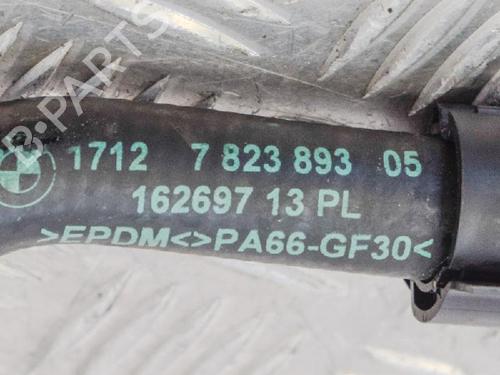 B-PARTS
1712 7 823 893 05
162697 13 PL
>EPDM<>PA66-GF30<